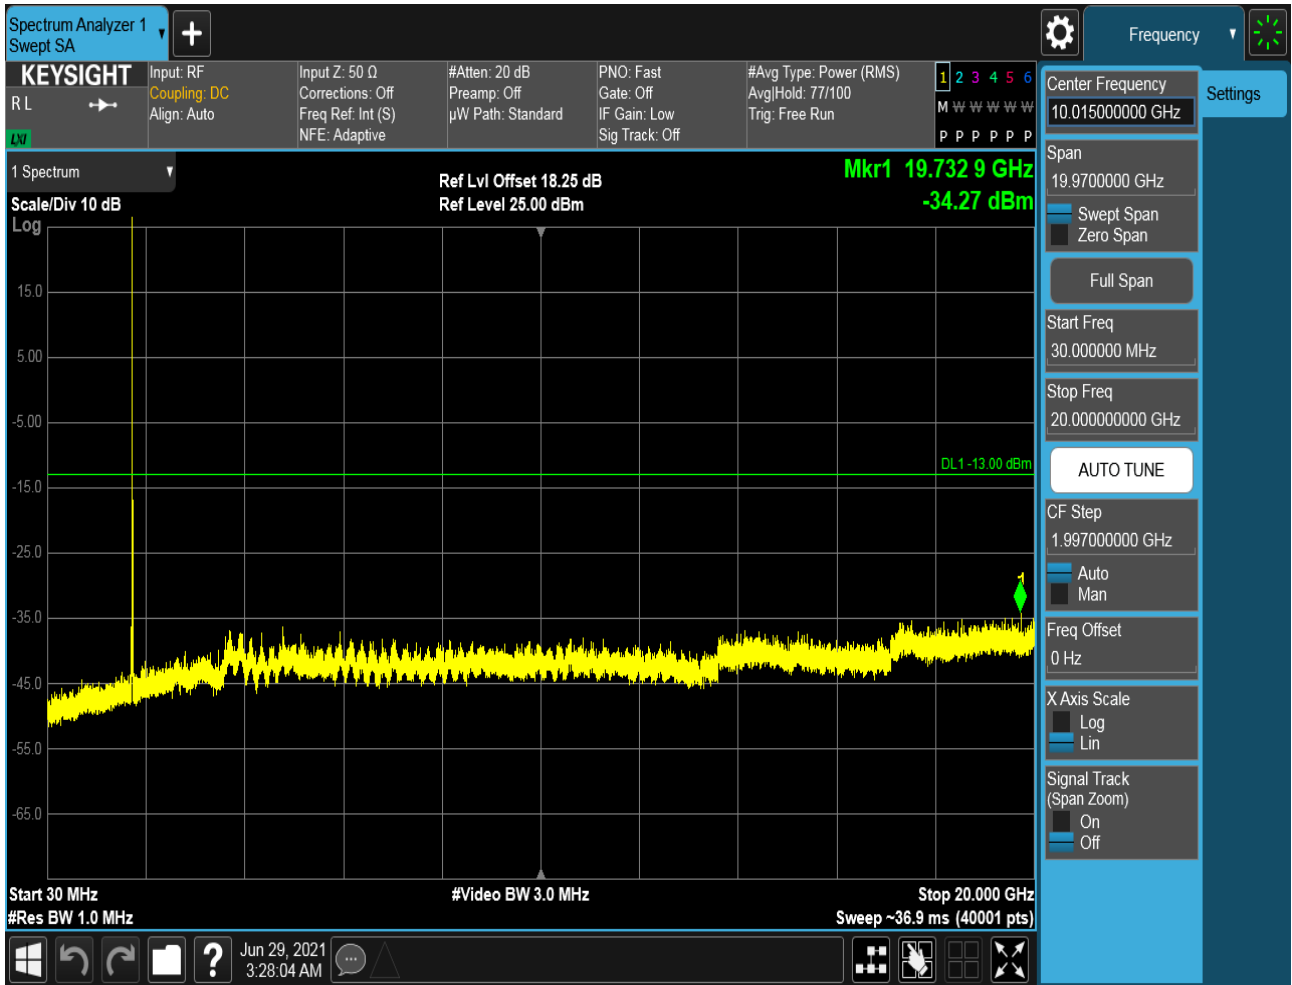 Spectrum Analyzer 1
Swept SA
Frequency
KEYSIGHT
R L
LXI
Input: RF
Coupling: DC
Align: Auto
Input Z: 50 Ω
Corrections: Off
Freq Ref: Int (S)
NFE: Adaptive
#Atten: 20 dB
Preamp: Off
µW Path: Standard
PNO: Fast
Gate: Off
IF Gain: Low
Sig Track: Off
#Avg Type: Power (RMS)
Avg|Hold: 77/100
Trig: Free Run
1 2 3 4 5 6
M W W W W W
P P P P P P
1 Spectrum
Scale/Div 10 dB
Log
Ref Lvl Offset 18.25 dB
Ref Level 25.00 dBm
Mkr1 19.732 9 GHz
-34.27 dBm
15.0
5.00
-5.00
-15.0
-25.0
-35.0
-45.0
-55.0
-65.0
DL1 -13.00 dBm
1
Start 30 MHz
#Res BW 1.0 MHz
#Video BW 3.0 MHz
Stop 20.000 GHz
Sweep ~36.9 ms (40001 pts)
Center Frequency
10.015000000 GHz
Span
19.9700000 GHz
Swept Span
Zero Span
Full Span
Start Freq
30.000000 MHz
Stop Freq
20.000000000 GHz
AUTO TUNE
CF Step
1.997000000 GHz
Auto
Man
Freq Offset
0 Hz
X Axis Scale
Log
Lin
Signal Track
(Span Zoom)
On
Off
Settings
?
Jun 29, 2021
3:28:04 AM